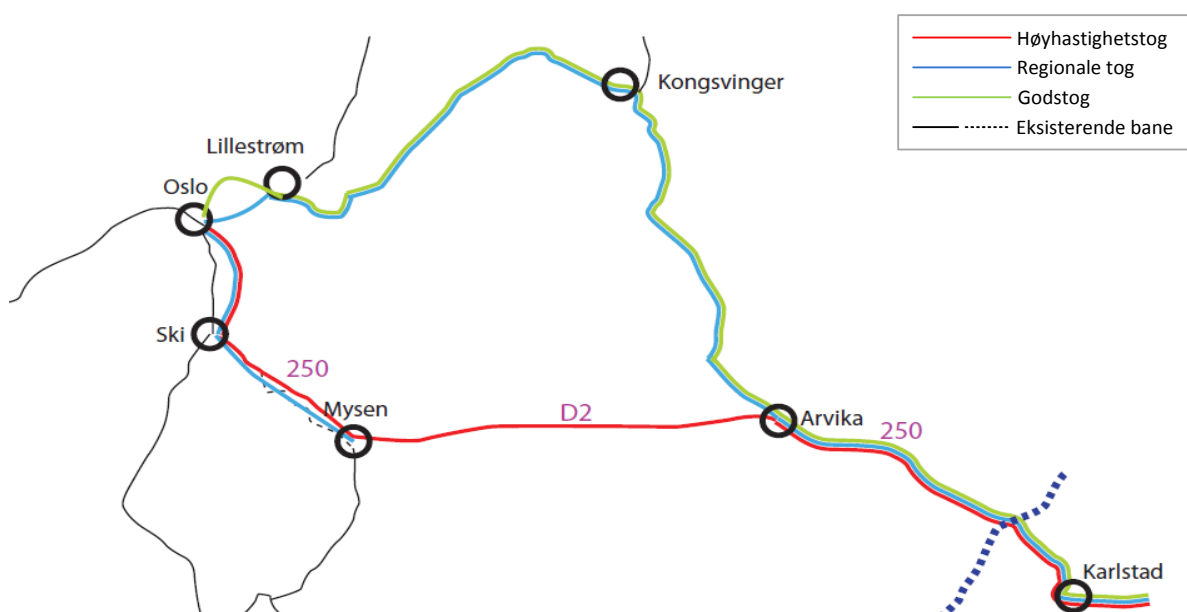 Høyhastighetstog
Regionale tog
Godstog
Eksisterende bane
Kongsvinger
Lillestrøm
Oslo
Ski
250
Mysen
D2
Arvika
250
Karlstad